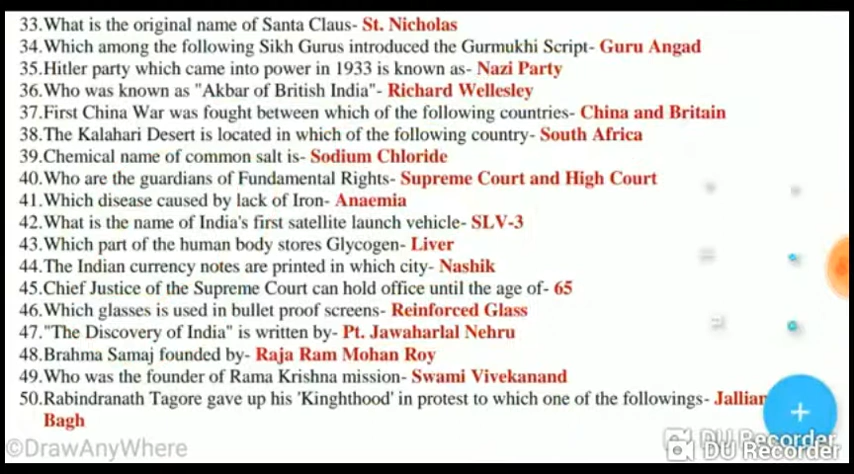 33.What is the original name of Santa Claus- St. Nicholas
34.Which among the following Sikh Gurus introduced the Gurmukhi Script- Guru Angad
35.Hitler party which came into power in 1933 is known as- Nazi Party
36.Who was known as "Akbar of British India"- Richard Wellesley
37.First China War was fought between which of the following countries- China and Britain
38.The Kalahari Desert is located in which of the following country- South Africa
39.Chemical name of common salt is- Sodium Chloride
40.Who are the guardians of Fundamental Rights- Supreme Court and High Court
41.Which disease caused by lack of Iron- Anaemia
42.What is the name of India's first satellite launch vehicle- SLV-3
43.Which part of the human body stores Glycogen- Liver
44.The Indian currency notes are printed in which city- Nashik
45.Chief Justice of the Supreme Court can hold office until the age of- 65
46.Which glasses is used in bullet proof screens- Reinforced Glass
47."The Discovery of India" is written by- Pt. Jawaharlal Nehru
48.Brahma Samaj founded by- Raja Ram Mohan Roy
49.Who was the founder of Rama Krishna mission- Swami Vivekanand
50.Rabindranath Tagore gave up his 'Kinghthood' in protest to which one of the followings-
Bagh
©DrawAnyWhere
DU Recorder
DU Recorder